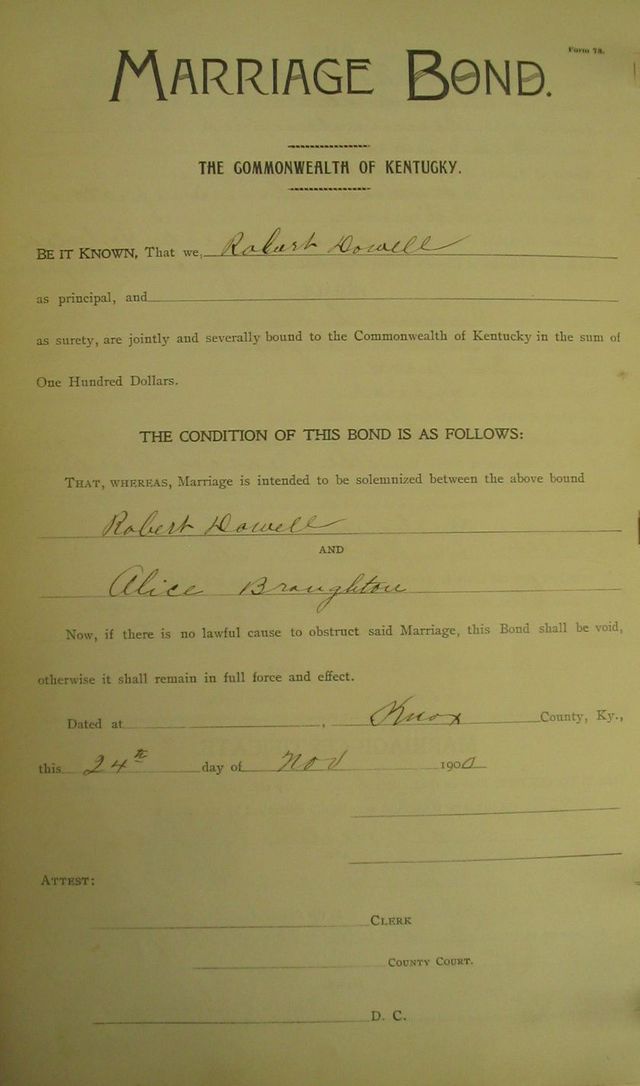 Form 78.
MARRIAGE BOND.
THE COMMONWEALTH OF KENTUCKY.
BE IT KNOWN, That we, Robert Dowell
as principal, and
as surety, are jointly and severally bound to the Commonwealth of Kentucky in the sum of
One Hundred Dollars.
THE CONDITION OF THIS BOND IS AS FOLLOWS:
THAT, WHEREAS, Marriage is intended to be solemnized between the above bound
Robert Dowell
AND
Alice Broughton
Now, if there is no lawful cause to obstruct said Marriage, this Bond shall be void,
otherwise it shall remain in full force and effect.
Dated at , Knox County, Ky.,
this 24th day of Nov 1900
ATTEST:
CLERK
COUNTY COURT.
D. C.